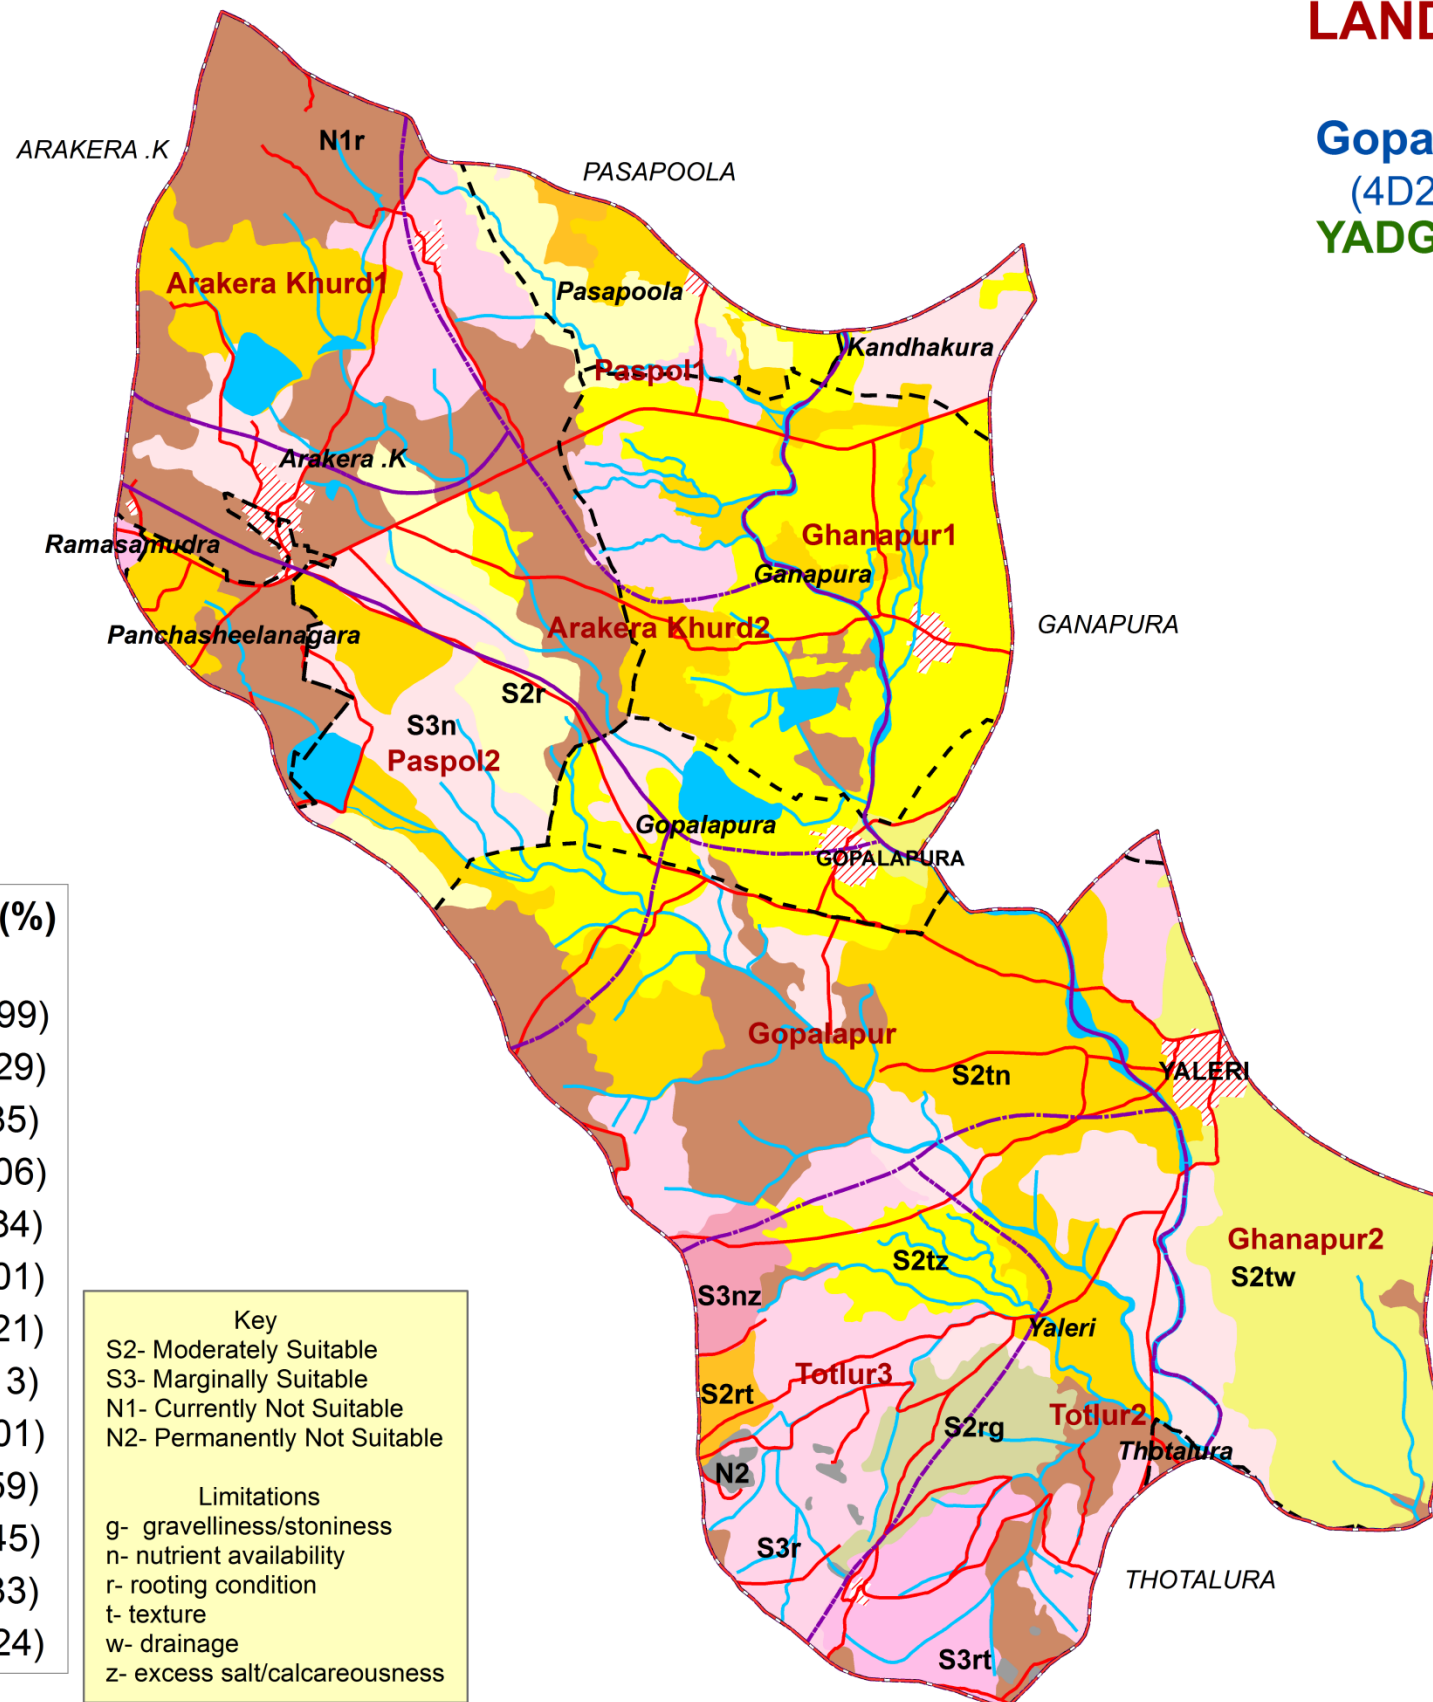 LAND
Gopa
(4D2
YADG
ARAKERA .K
N1r
PASAPOOLA
Arakera Khurd1
Pasapoola
Kandhakura
Paspol1
Arakera .K
Ghanapur1
Ramasamudra
Ganapura
Arakera Khurd2
GANAPURA
Panchasheelanagara
S2r
S3n
Paspol2
Gopalapura
GOPALAPURA
Gopalapur
S2tn
YALERI
Ghanapur2
S2tw
S2tz
S3nz
Yaleri
Totlur3
S2rt
Totlur2
S2rg
Thotalura
N2
S3r
THOTALURA
S3rt
(%)
99)
29)
35)
06)
34)
01)
21)
3)
01)
59)
45)
33)
24)
Key
S2- Moderately Suitable
S3- Marginally Suitable
N1- Currently Not Suitable
N2- Permanently Not Suitable
Limitations
g- gravelliness/stoniness
n- nutrient availability
r- rooting condition
t- texture
w- drainage
z- excess salt/calcareousness